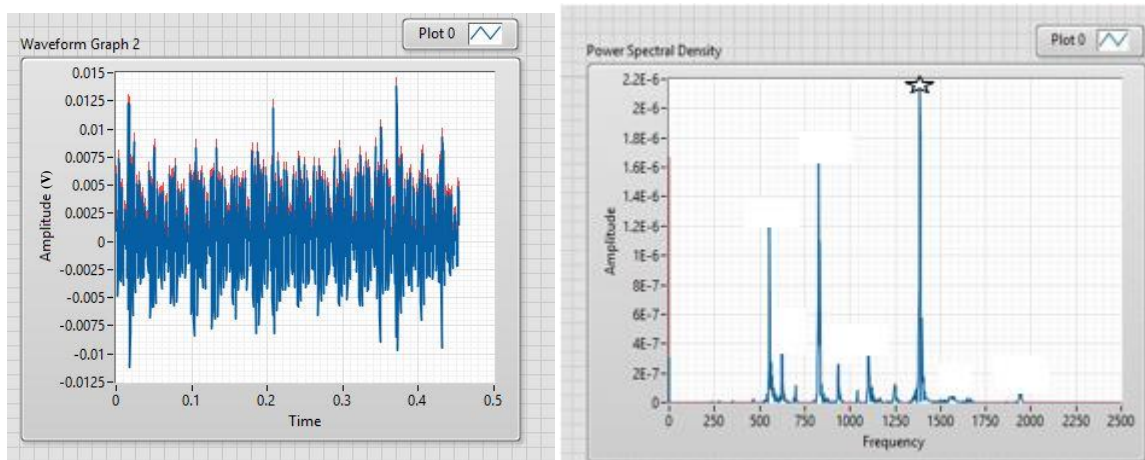 Waveform Graph 2
Plot 0
0.015
0.0125
0.01
0.0075
0.005
0.0025
0
-0.0025
-0.005
-0.0075
-0.01
-0.0125
Amplitude (V)
0 0.1 0.2 0.3 0.4 0.5
Time
Power Spectral Density
Plot 0
2.2E-6
2E-6
1.8E-6
1.6E-6
1.4E-6
1.2E-6
1E-6
8E-7
6E-7
4E-7
2E-7
0
Amplitude
0 250 500 750 1000 1250 1500 1750 2000 2250 2500
Frequency